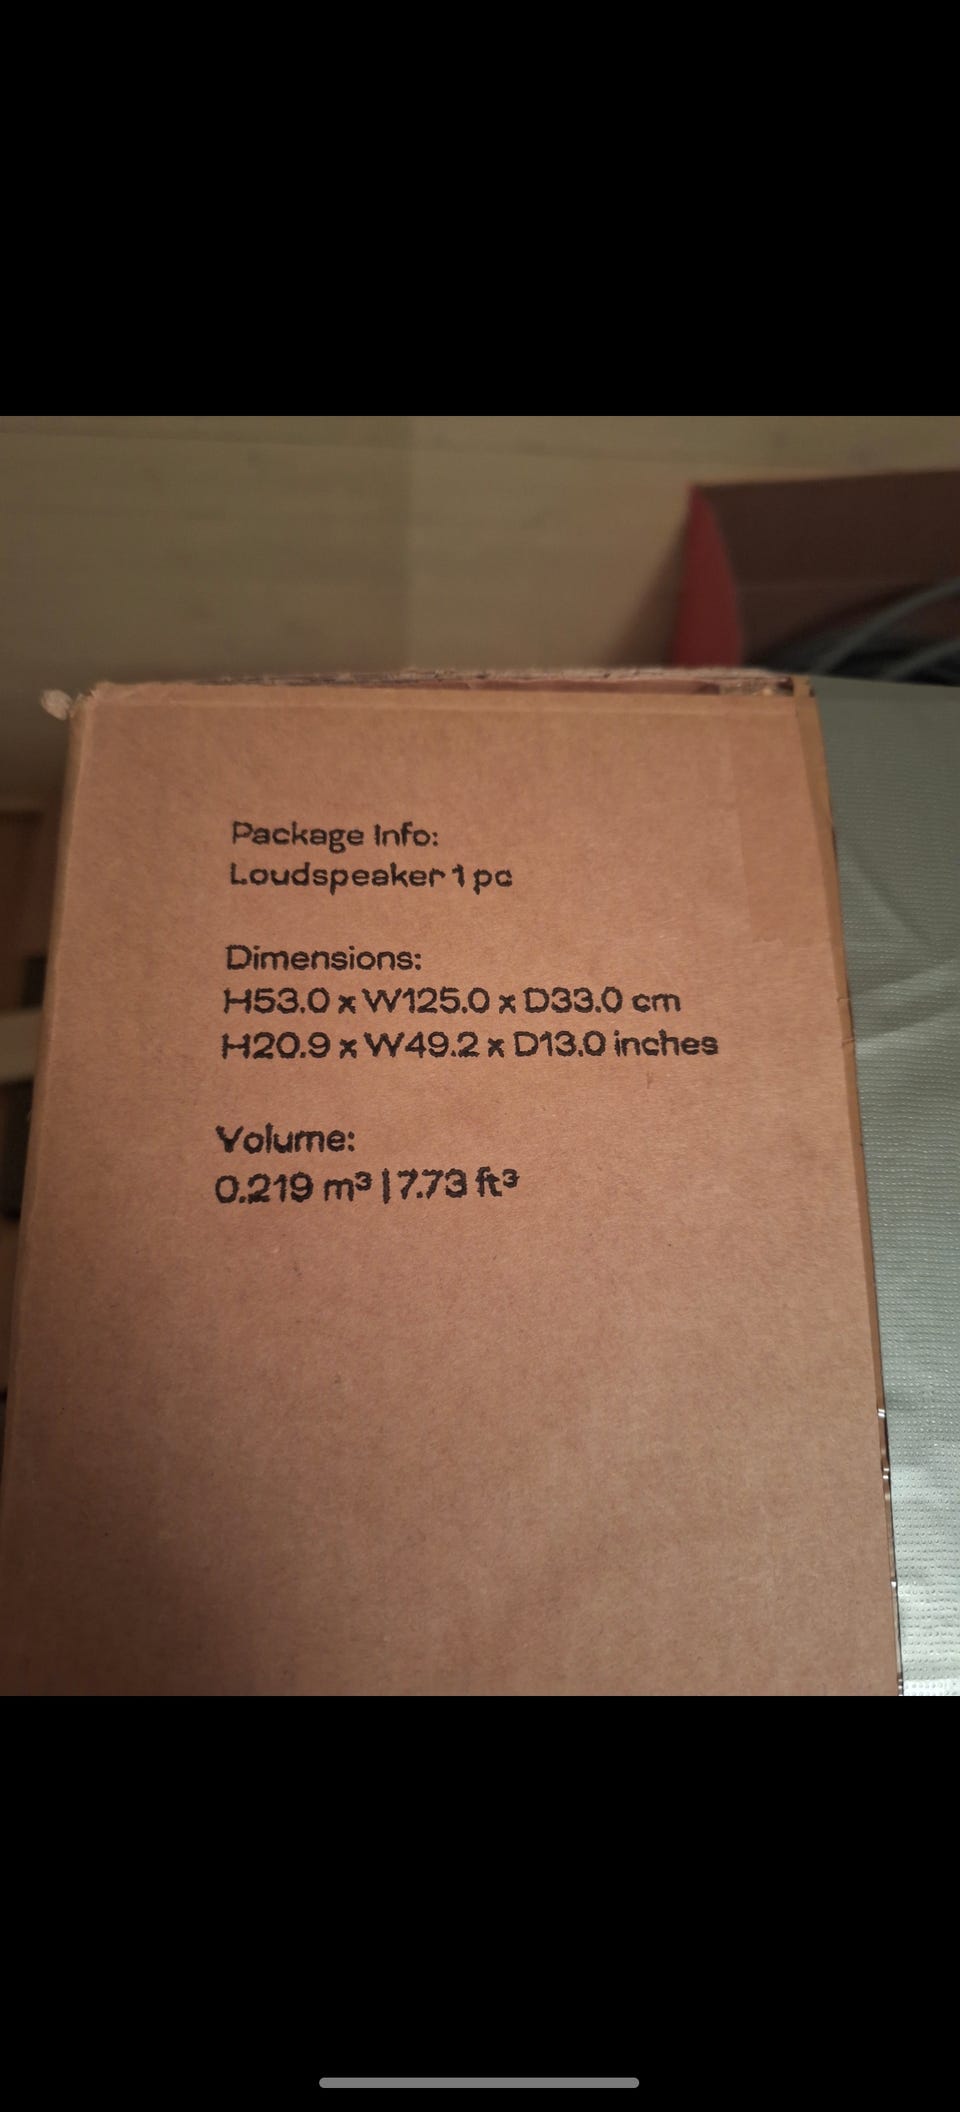 Package Info:
Loudspeaker 1 pc
Dimensions:
H53.0 x W125.0 x D33.0 cm
H20.9 x W49.2 x D13.0 inches
Volume:
0.219 m³ | 7.73 ft³